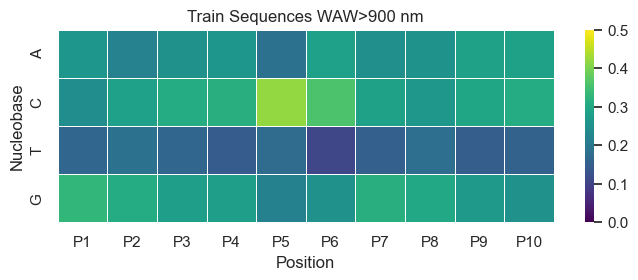 Train Sequences WAW>900 nm
Nucleobase
A
C
T
G
P1 P2 P3 P4 P5 P6 P7 P8 P9 P10
Position
0.5
0.4
0.3
0.2
0.1
0.0